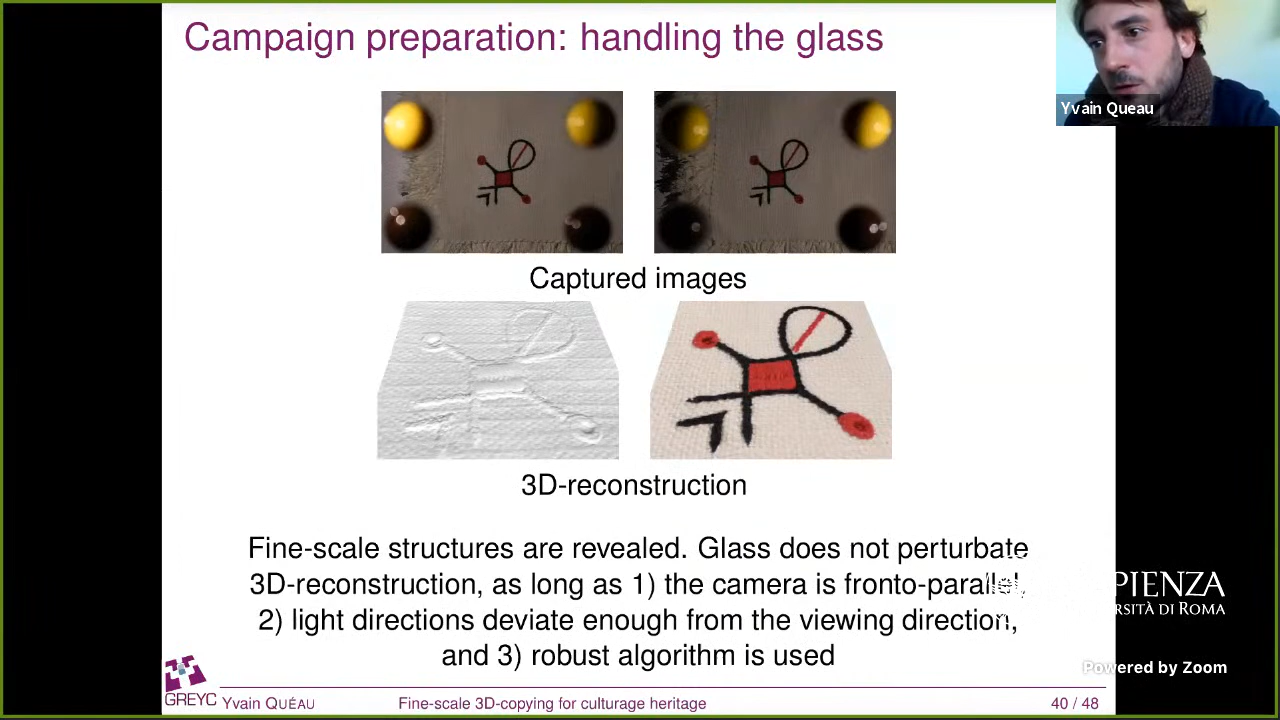 Campaign preparation: handling the glass
Yvain Queau
Captured images
3D-reconstruction
Fine-scale structures are revealed. Glass does not perturbate
3D-reconstruction, as long as 1) the camera is fronto-parallel,
2) light directions deviate enough from the viewing direction,
and 3) robust algorithm is used
PIENZA
RSITÀ DI ROMA
Powered by Zoom
GREYC
Yvain QUÉAU
Fine-scale 3D-copying for culturage heritage
40 / 48